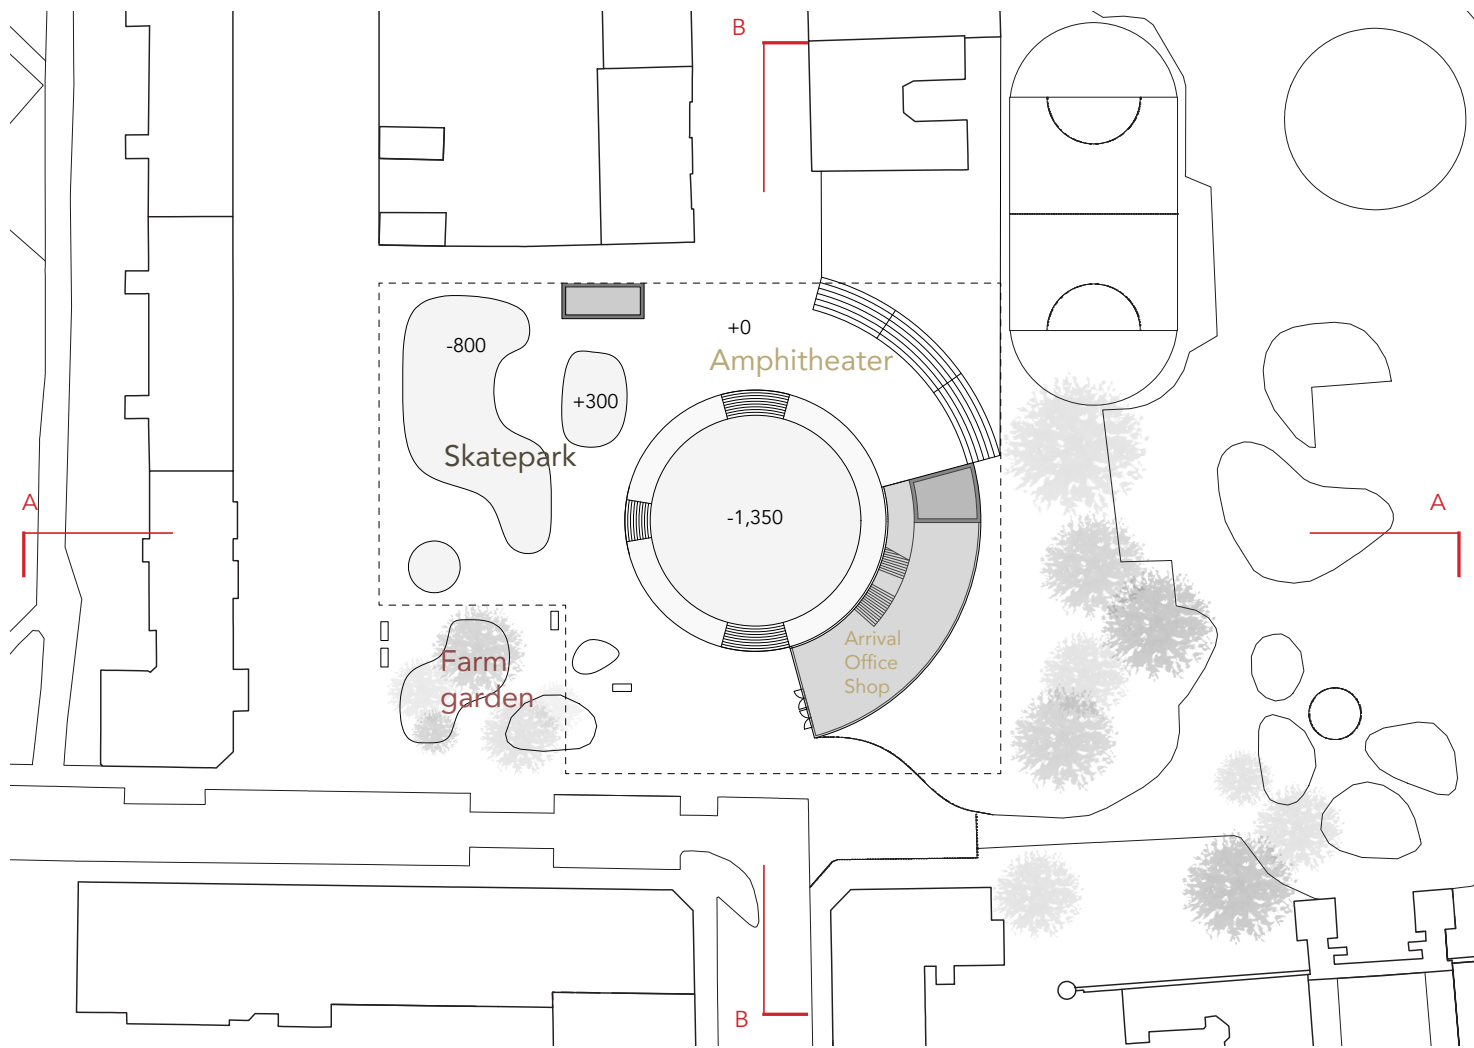 B
+0
-800
Amphitheater
+300
Skatepark
A
A
-1,350
Arrival
Office
Shop
Farm
garden
B